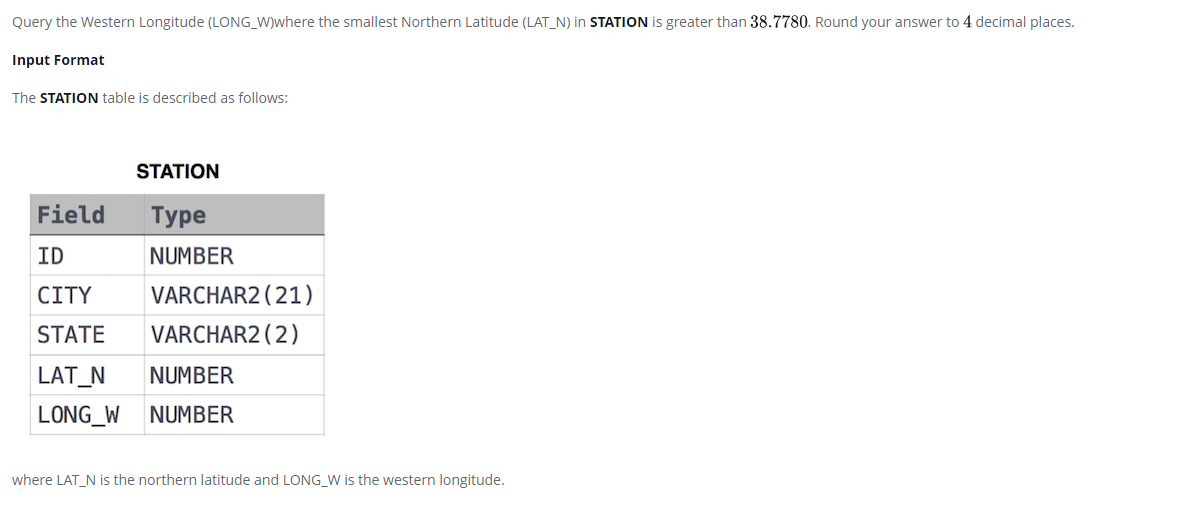 Query the Western Longitude (LONG_W)where the smallest Northern Latitude (LAT_N) in STATION is greater than 38.7780. Round your answer to 4 decimal places.
Input Format
The STATION table is described as follows:
STATION
Field Type
ID NUMBER
CITY VARCHAR2(21)
STATE VARCHAR2(2)
LAT_N NUMBER
LONG_W NUMBER
where LAT_N is the northern latitude and LONG_W is the western longitude.